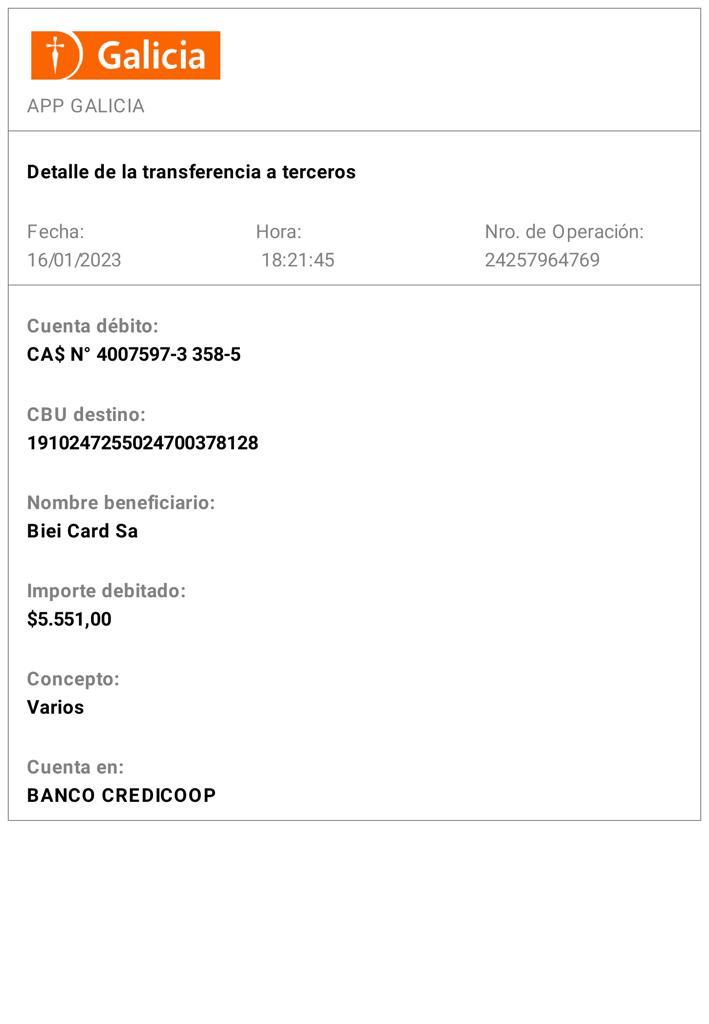 Galicia
APP GALICIA
Detalle de la transferencia a terceros
Fecha: Hora: Nro. de Operación:
16/01/2023 18:21:45 24257964769
Cuenta débito:
CA$ N° 4007597-3 358-5
CBU destino:
1910247255024700378128
Nombre beneficiario:
Biei Card Sa
Importe debitado:
$5.551,00
Concepto:
Varios
Cuenta en:
BANCO CREDICOOP